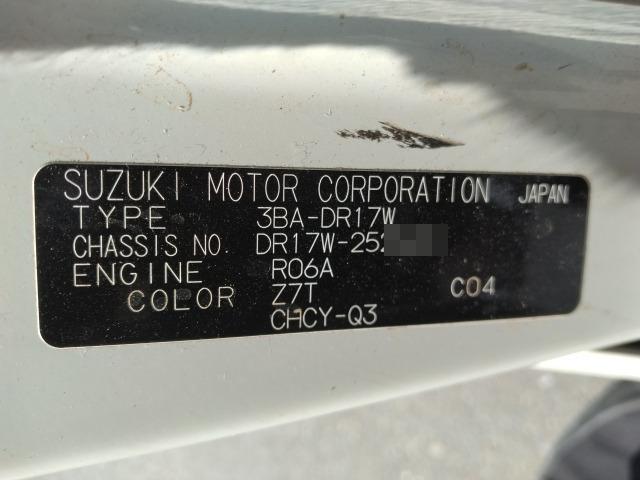 SUZUKI MOTOR CORPORATION JAPAN
TYPE 3BA-DR17W
CHASSIS NO. DR17W-252
ENGINE R06A
COLOR Z7T C04
CHCY-Q3